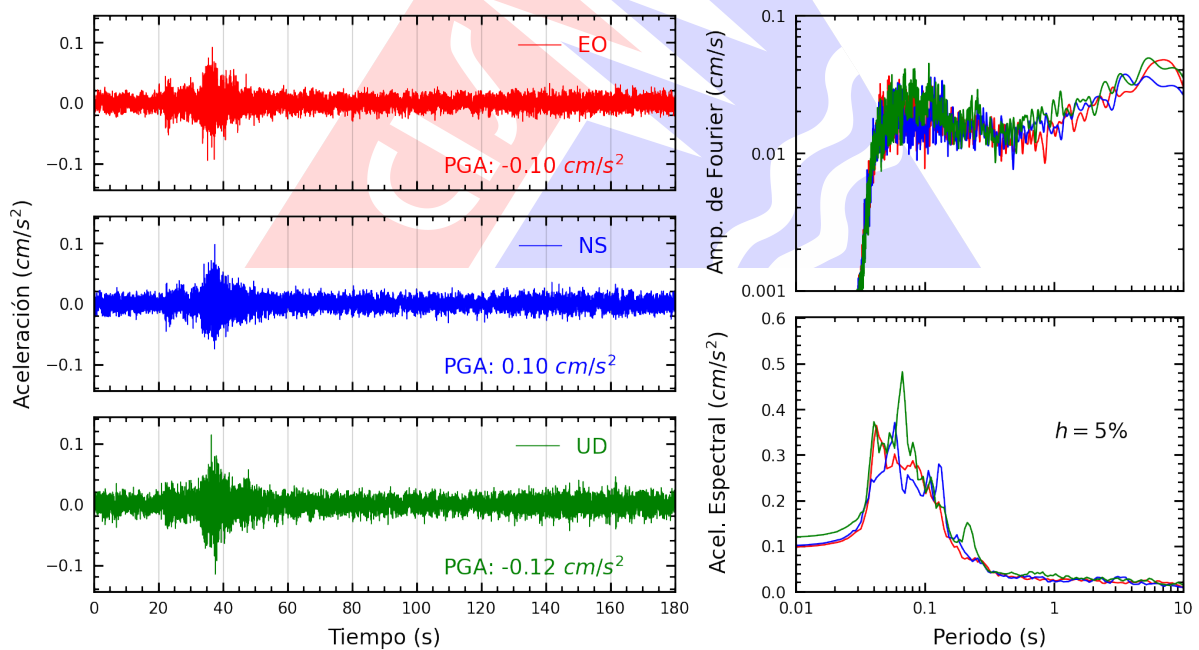 Aceleración (cm/s²)
0.1
0.0
−0.1
EO
PGA: -0.10 cm/s²
0.1
0.0
−0.1
NS
PGA: 0.10 cm/s²
0.1
0.0
−0.1
UD
PGA: -0.12 cm/s²
0 20 40 60 80 100 120 140 160 180
Tiempo (s)
Amp. de Fourier (cm/s)
0.1
0.01
0.001
Acel. Espectral (cm/s²)
0.6
0.5
0.4
0.3
0.2
0.1
0.0
h = 5%
0.01 0.1 1 10
Periodo (s)